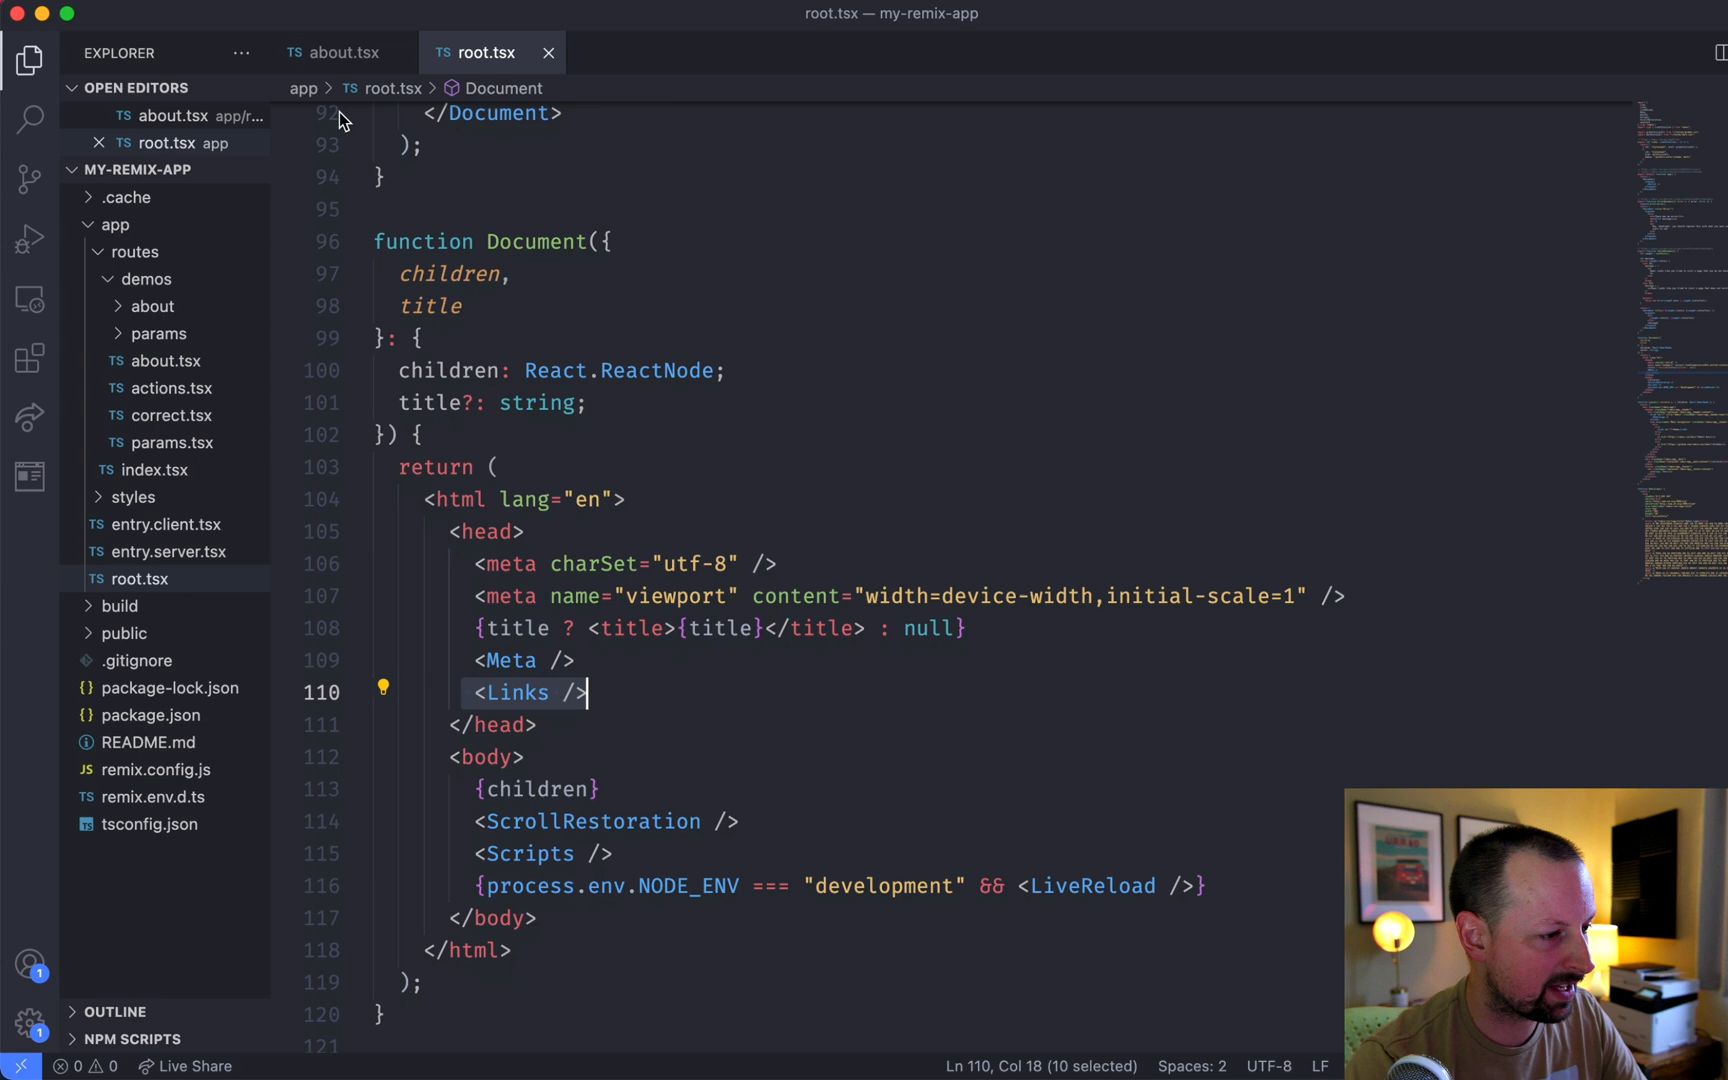 root.tsx — my-remix-app
EXPLORER ···
TS about.tsx
TS root.tsx
OPEN EDITORS
app > TS root.tsx > Document
TS about.tsx app/r...
TS root.tsx app
MY-REMIX-APP
.cache
app
routes
demos
about
params
TS about.tsx
TS actions.tsx
TS correct.tsx
TS params.tsx
TS index.tsx
styles
TS entry.client.tsx
TS entry.server.tsx
TS root.tsx
build
public
.gitignore
{} package-lock.json
{} package.json
README.md
JS remix.config.js
TS remix.env.d.ts
TS tsconfig.json
OUTLINE
NPM SCRIPTS
92 </Document>
93 );
94 }
95
96 function Document({
97 children,
98 title
99 }: {
100 children: React.ReactNode;
101 title?: string;
102 }) {
103 return (
104 <html lang="en">
105 <head>
106 <meta charSet="utf-8" />
107 <meta name="viewport" content="width=device-width,initial-scale=1" />
108 {title ? <title>{title}</title> : null}
109 <Meta />
110 <Links />
111 </head>
112 <body>
113 {children}
114 <ScrollRestoration />
115 <Scripts />
116 {process.env.NODE_ENV === "development" && <LiveReload />}
117 </body>
118 </html>
119 );
120 }
121
1
1
0 0 Live Share
Ln 110, Col 18 (10 selected) Spaces: 2 UTF-8 LF